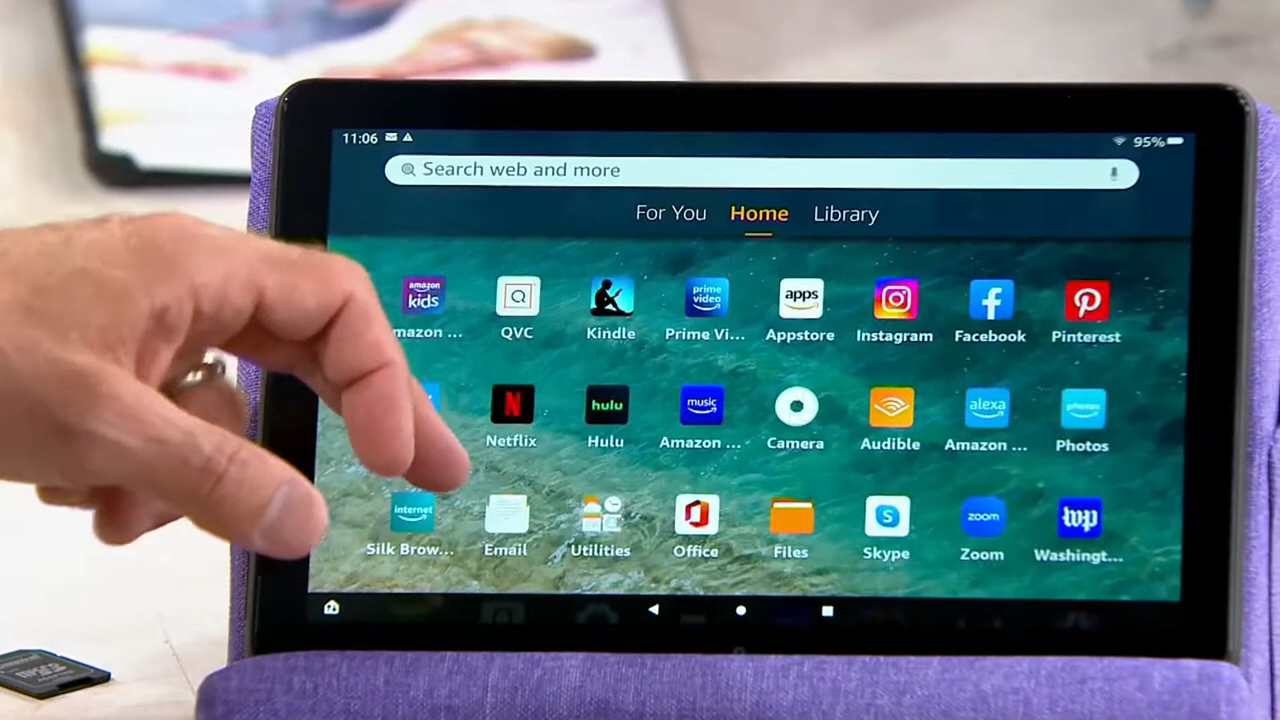 11:06
95%
Search web and more
For You Home Library
amazon kids
prime video
apps
mazon ... QVC Kindle Prime Vi... Appstore Instagram Facebook Pinterest
N hulu music alexa photos
Netflix Hulu Amazon ... Camera Audible Amazon ... Photos
internet S zoom wp
Silk Brow... Email Utilities Office Files Skype Zoom Washingt...